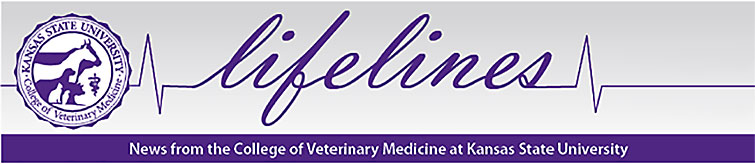 KANSAS STATE UNIVERSITY
College of Veterinary Medicine
lifelines
News from the College of Veterinary Medicine at Kansas State University